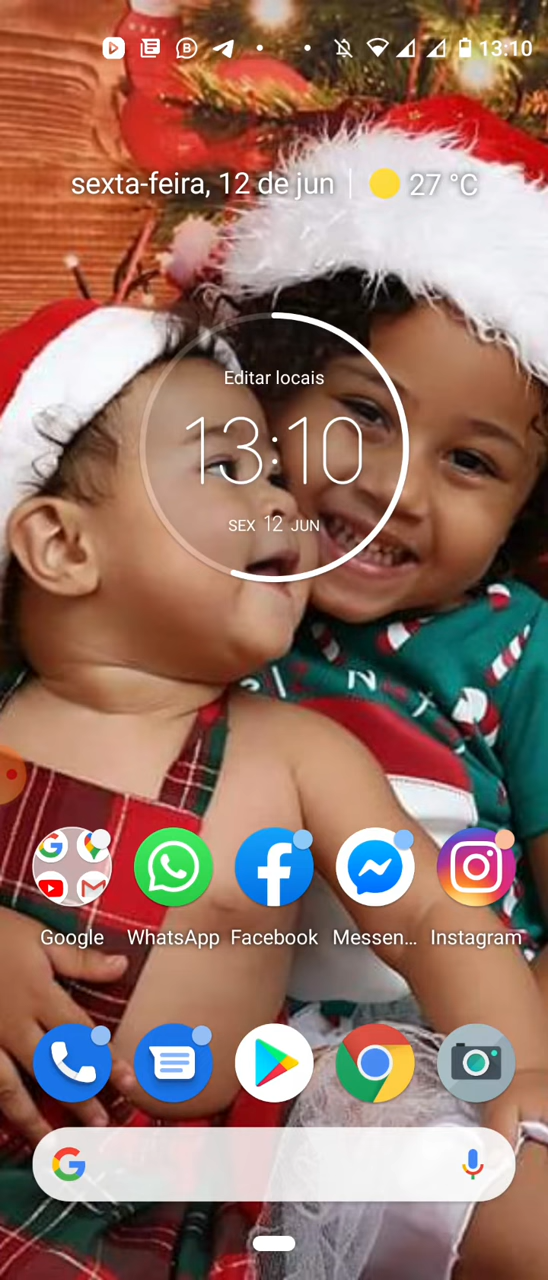 13:10
sexta-feira, 12 de jun | 27 °C
Editar locais
13:10
SEX 12 JUN
Google
WhatsApp
Facebook
Messen...
Instagram